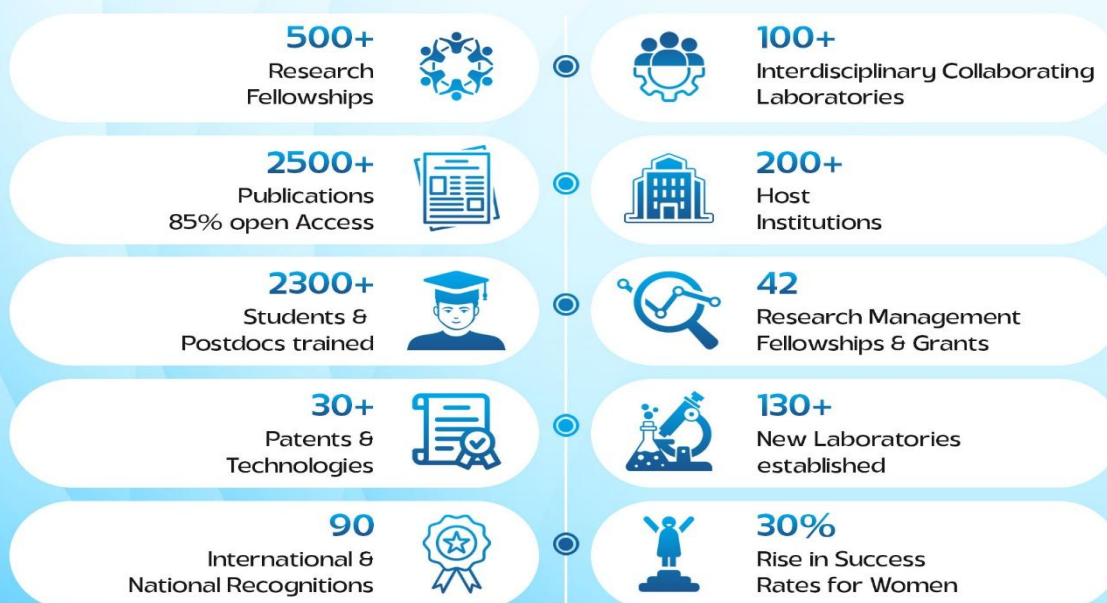 500+
Research
Fellowships
100+
Interdisciplinary Collaborating
Laboratories
2500+
Publications
85% open Access
200+
Host
Institutions
2300+
Students &
Postdocs trained
42
Research Management
Fellowships & Grants
30+
Patents &
Technologies
130+
New Laboratories
established
90
International &
National Recognitions
30%
Rise in Success
Rates for Women